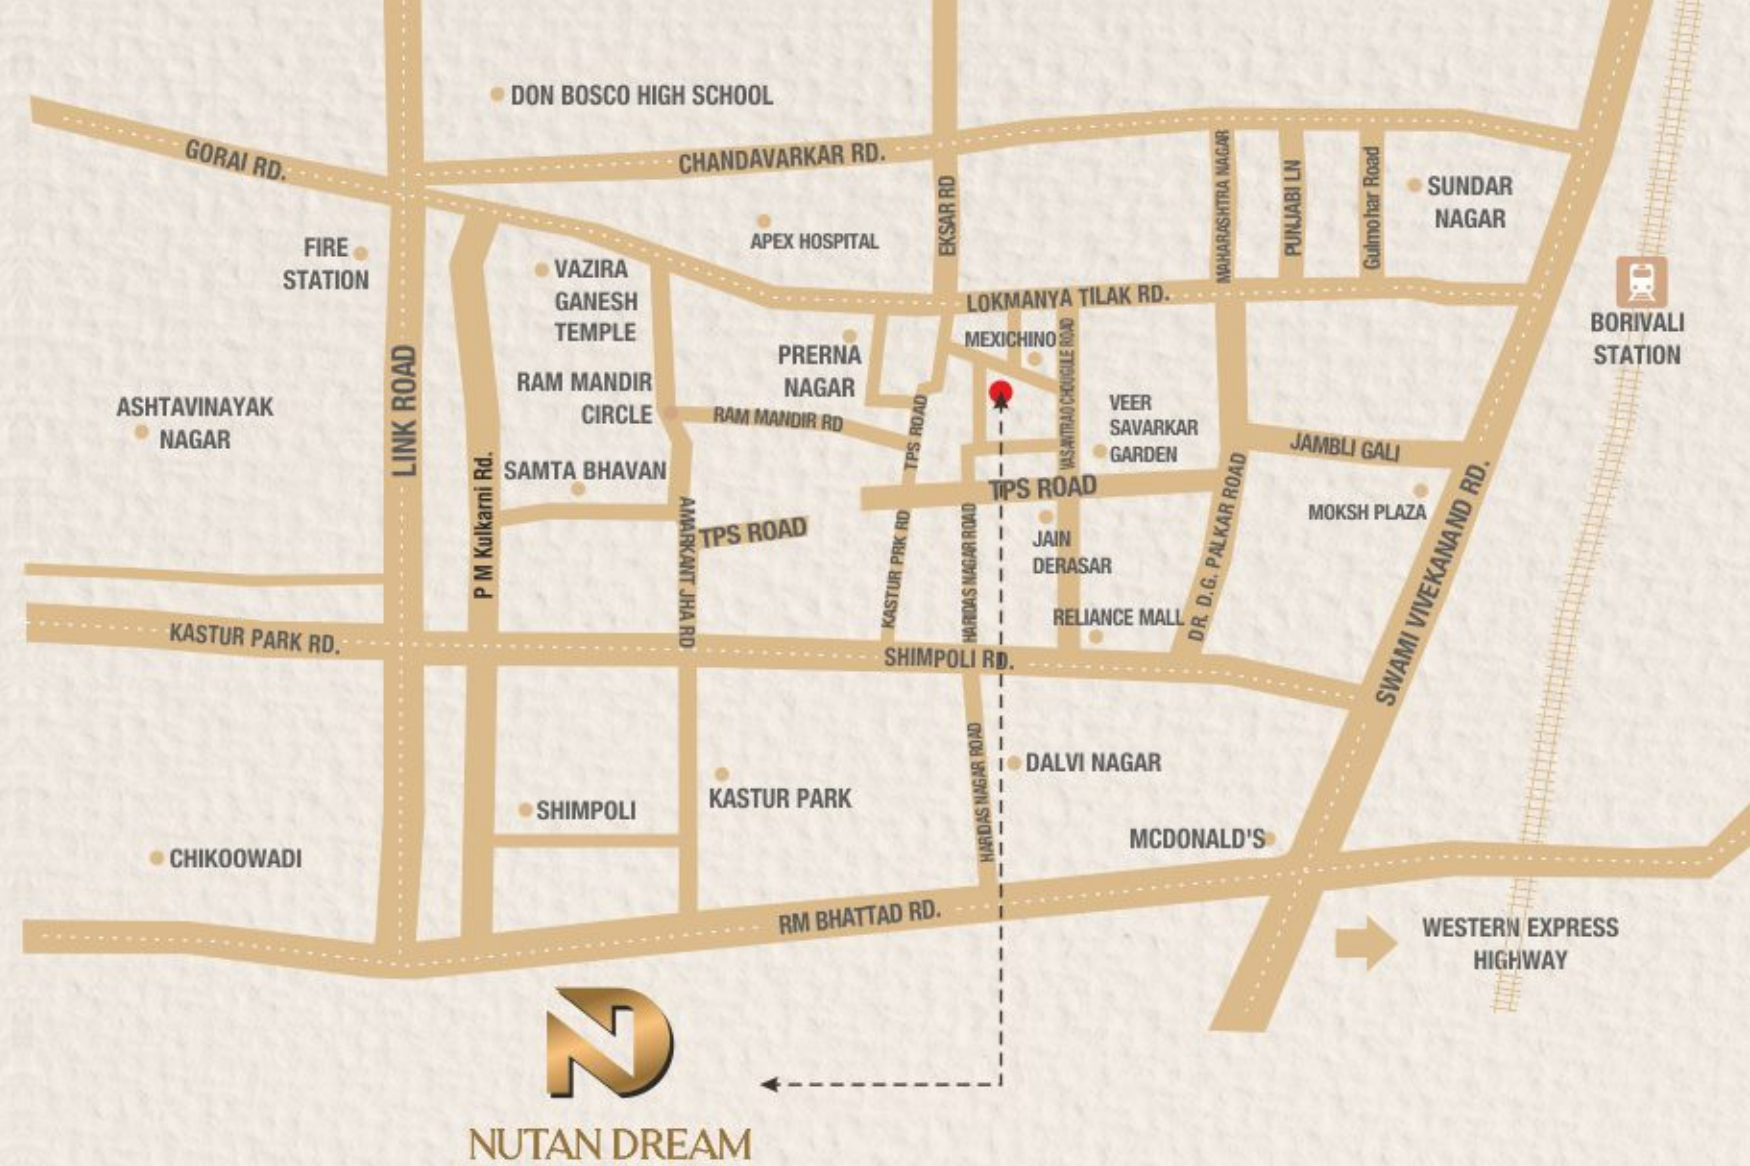 DON BOSCO HIGH SCHOOL
GORAI RD.
CHANDAVARKAR RD.
EKSAR RD
MAHARASHTRA NAGAR
PUNJABI LN
Gulmohar Road
SUNDAR
NAGAR
APEX HOSPITAL
FIRE
STATION
VAZIRA
GANESH
TEMPLE
LOKMANYA TILAK RD.
BORIVALI
STATION
MEXICHINO
PRERNA
NAGAR
LINK ROAD
RAM MANDIR
CIRCLE
RAM MANDIR RD
TPS ROAD
VASANTRAO CHOUGULE ROAD
VEER
SAVARKAR
GARDEN
JAMBLI GALI
ASHTAVINAYAK
NAGAR
P M Kulkarni Rd.
SAMTA BHAVAN
AMARKANT JHA RD
TPS ROAD
TPS ROAD
KASTUR PRK RD
HARIDAS NAGAR ROAD
JAIN
DERASAR
DR. D.G. PALKAR ROAD
MOKSH PLAZA
SWAMI VIVEKANAND RD.
RELIANCE MALL
KASTUR PARK RD.
SHIMPOLI RD.
HARIDAS NAGAR ROAD
DALVI NAGAR
KASTUR PARK
SHIMPOLI
MCDONALD'S
CHIKOOWADI
RM BHATTAD RD.
WESTERN EXPRESS
HIGHWAY
ND
NUTAN DREAM